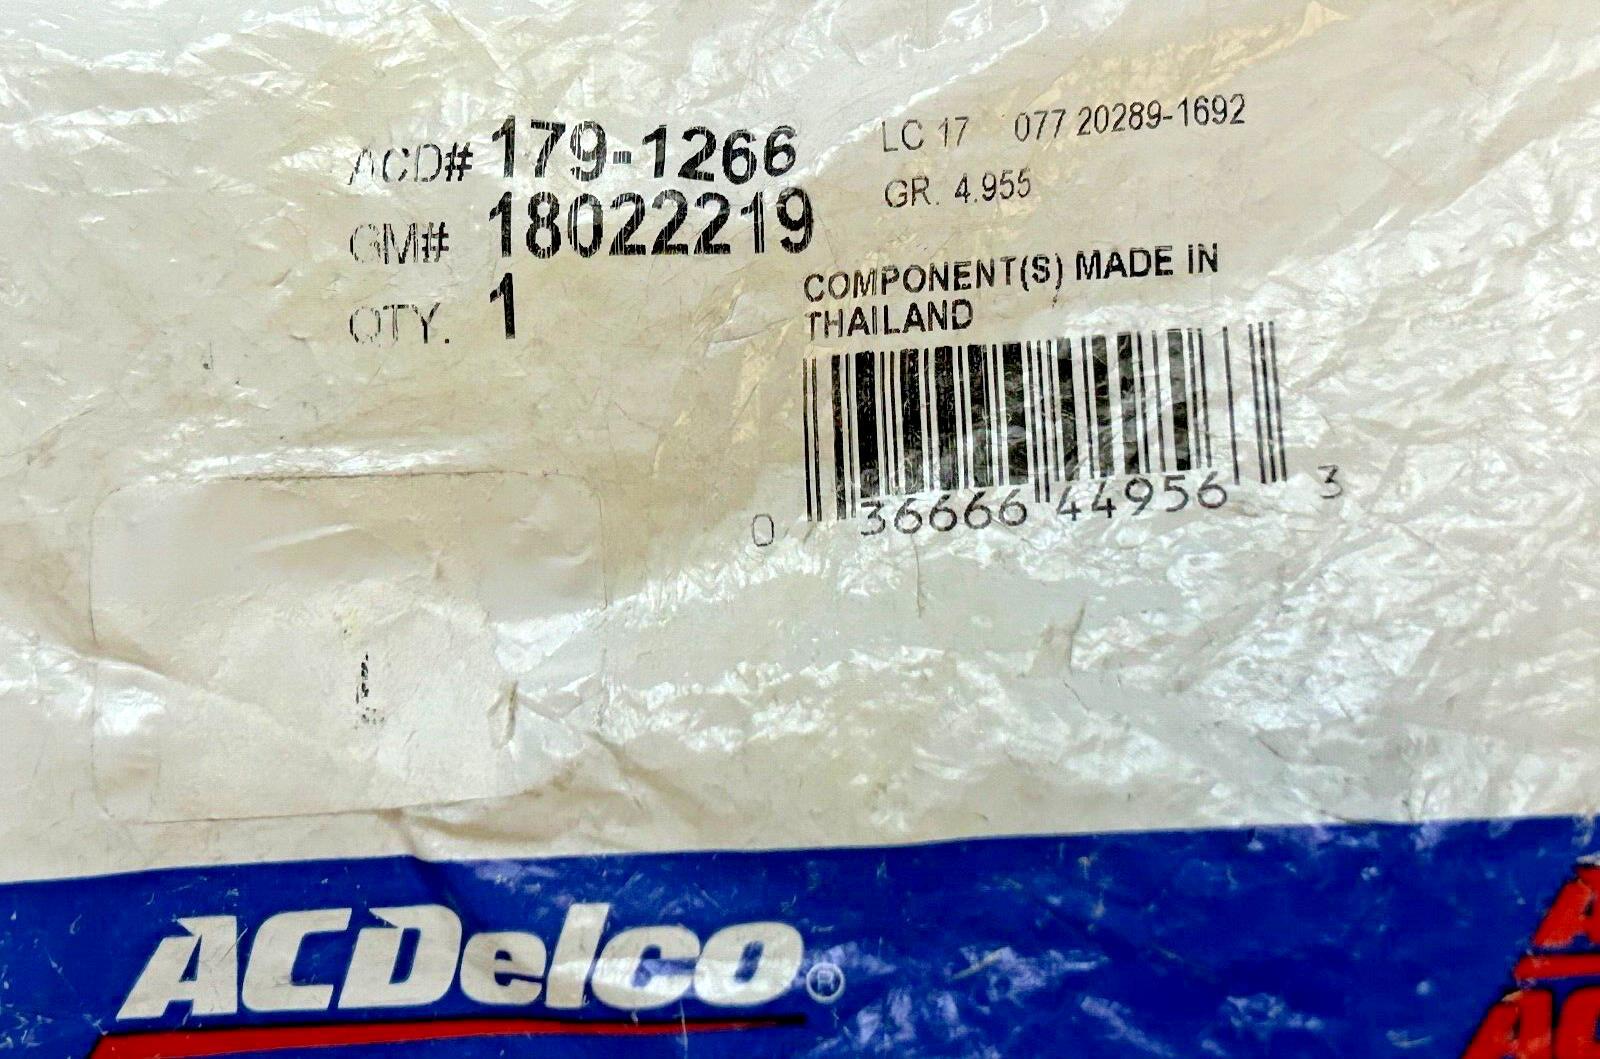 ACD# 179-1266
GM# 18022219
QTY. 1
LC 17 077 20289-1692
GR. 4.955
COMPONENT(S) MADE IN
THAILAND
0 36666 44956 3
ACDelco®